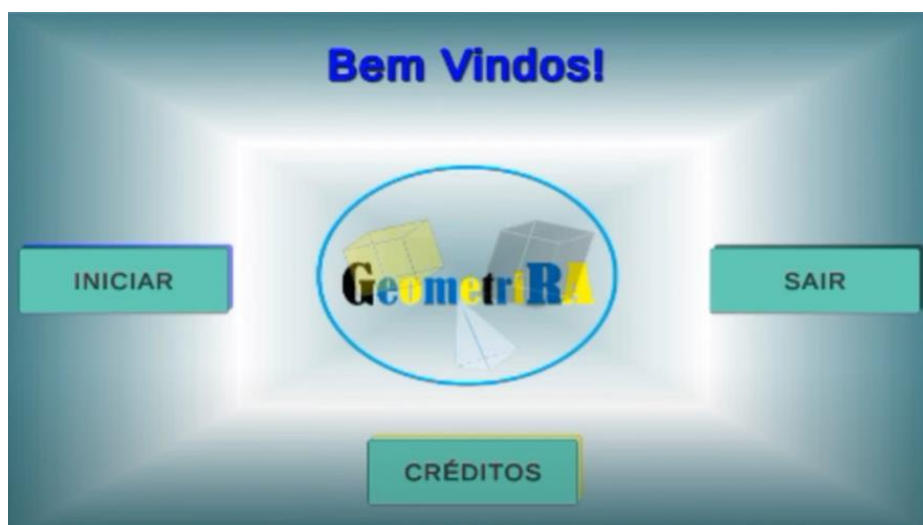 Bem Vindos!
INICIAR
GeometriRA
SAIR
CRÉDITOS